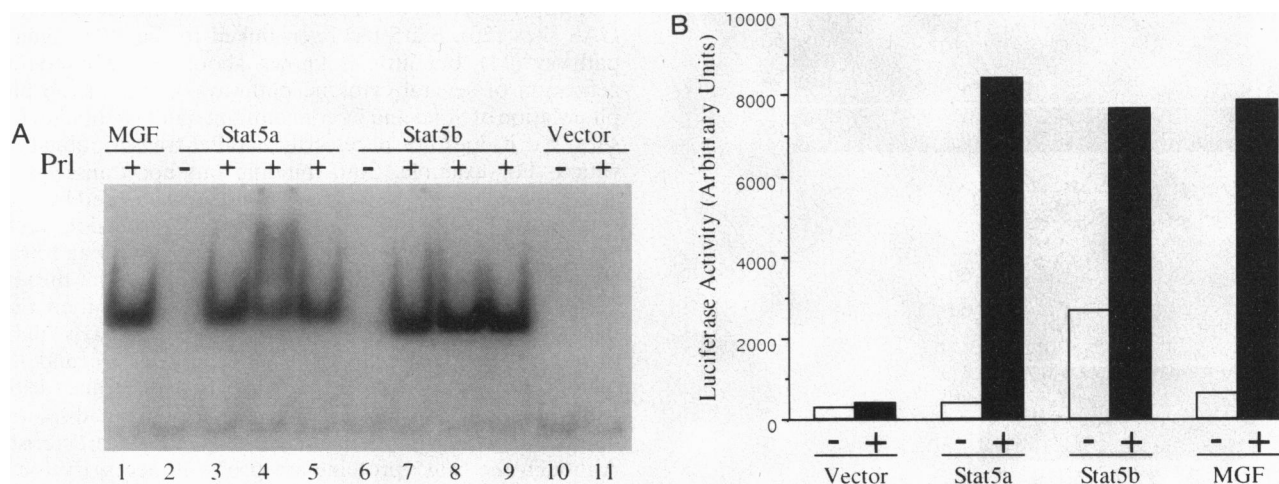 A
MGF Stat5a Stat5b Vector
Prl + + + + - + + + - +
1 2 3 4 5 6 7 8 9 10 11
B
Luciferase Activity (Arbitrary Units)
10000
8000
6000
4000
2000
0
- + - + - + - +
Vector Stat5a Stat5b MGF